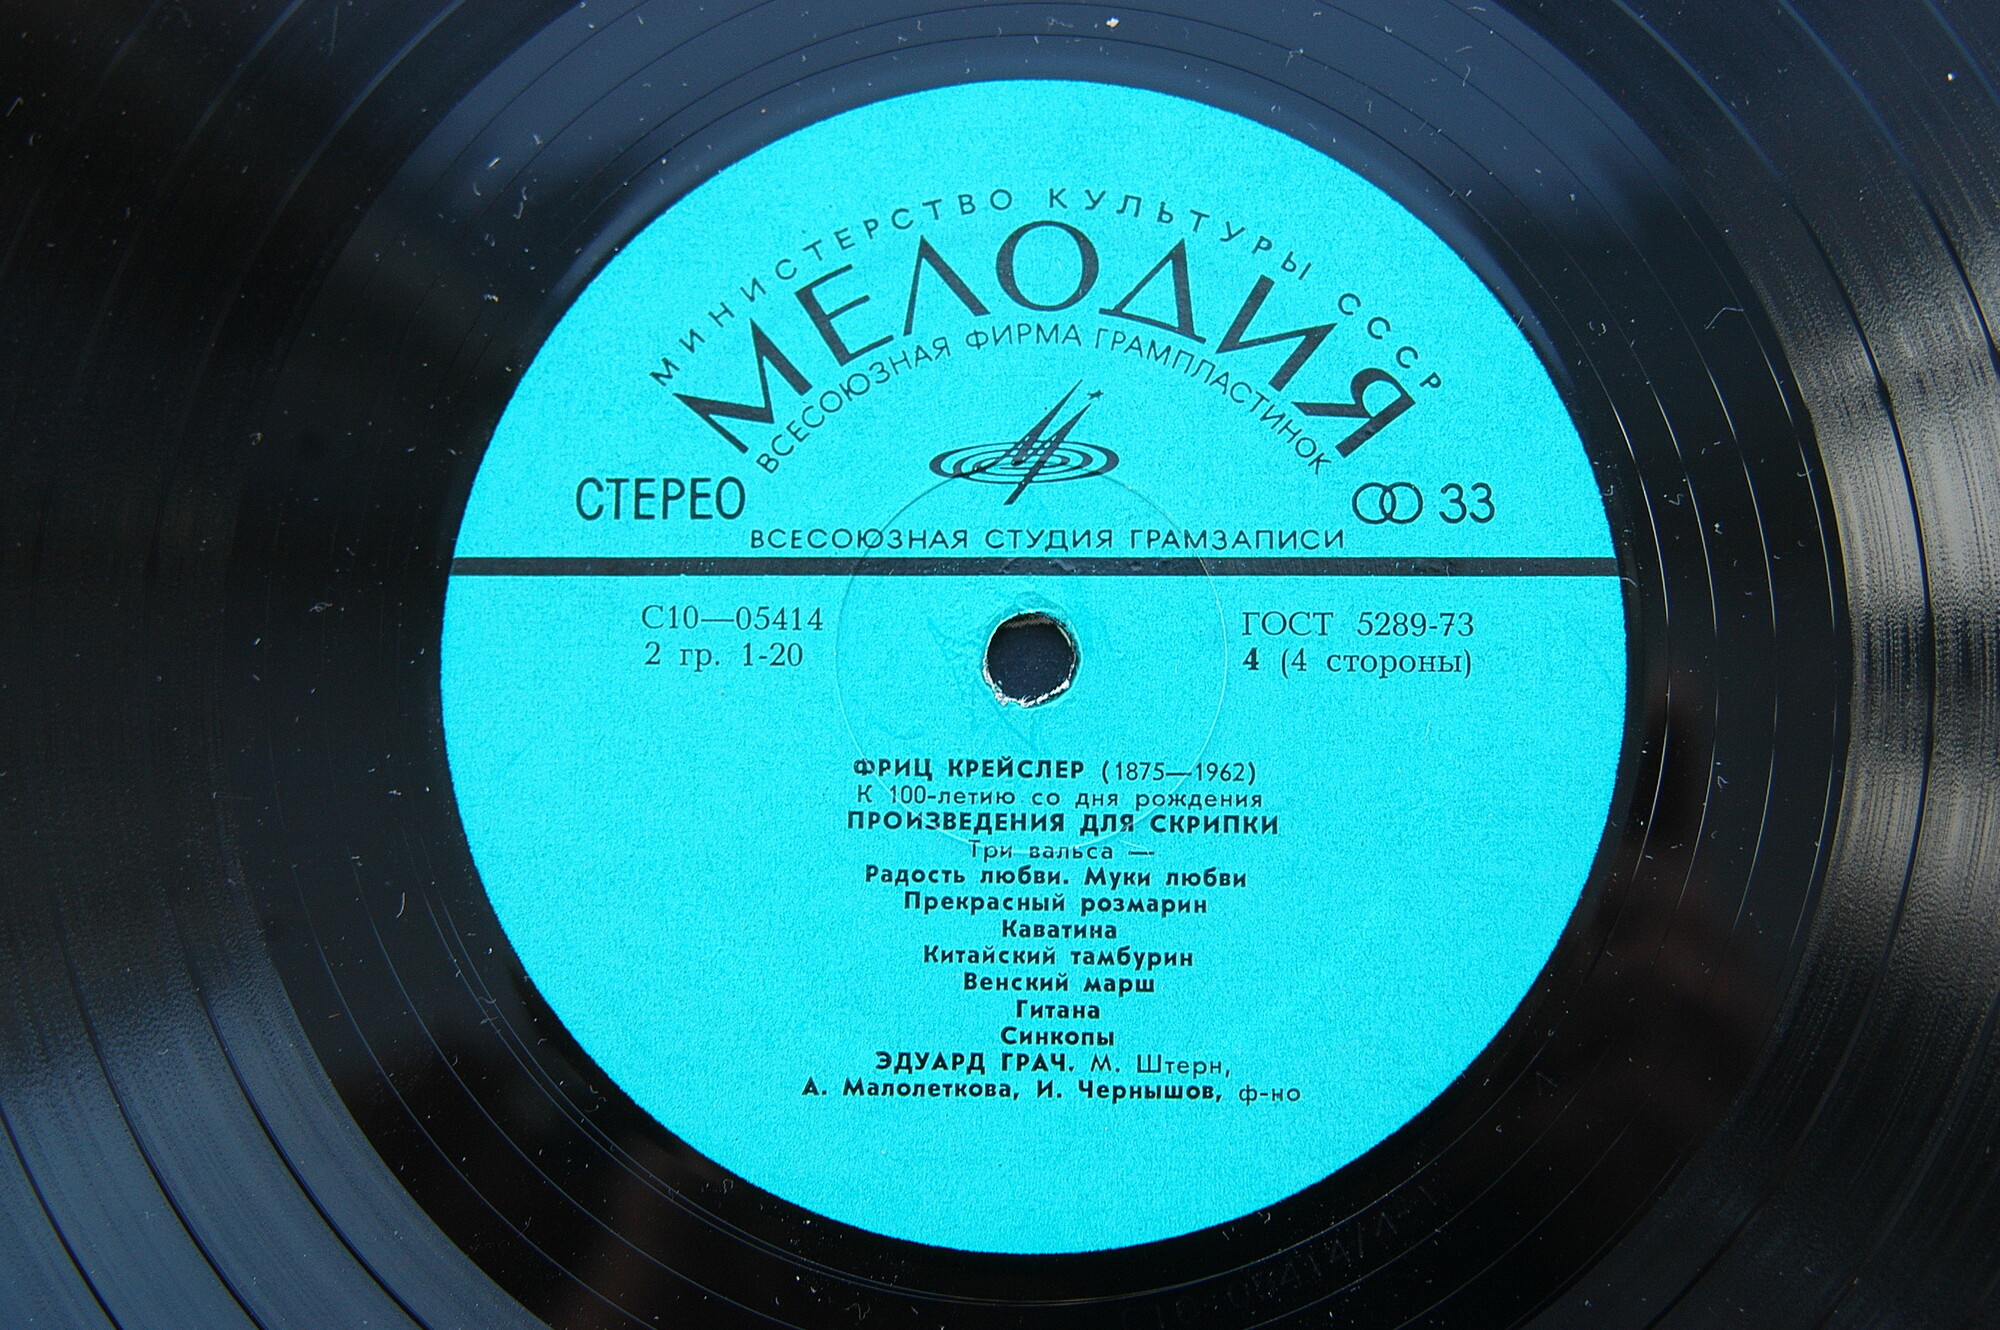 МИНИСТЕРСТВО КУЛЬТУРЫ СССР
МЕЛОДИЯ
ВСЕСОЮЗНАЯ ФИРМА ГРАМПЛАСТИНОК
СТЕРЕО
33
ВСЕСОЮЗНАЯ СТУДИЯ ГРАМЗАПИСИ
С10—05414
2 гр. 1-20
ГОСТ 5289-73
4 (4 стороны)
ФРИЦ КРЕЙСЛЕР (1875—1962)
К 100-летию со дня рождения
ПРОИЗВЕДЕНИЯ ДЛЯ СКРИПКИ
Три вальса —
Радость любви. Муки любви
Прекрасный розмарин
Каватина
Китайский тамбурин
Венский марш
Гитана
Синкопы
ЭДУАРД ГРАЧ. М. Штерн,
А. Малолеткова, И. Чернышов, ф-но